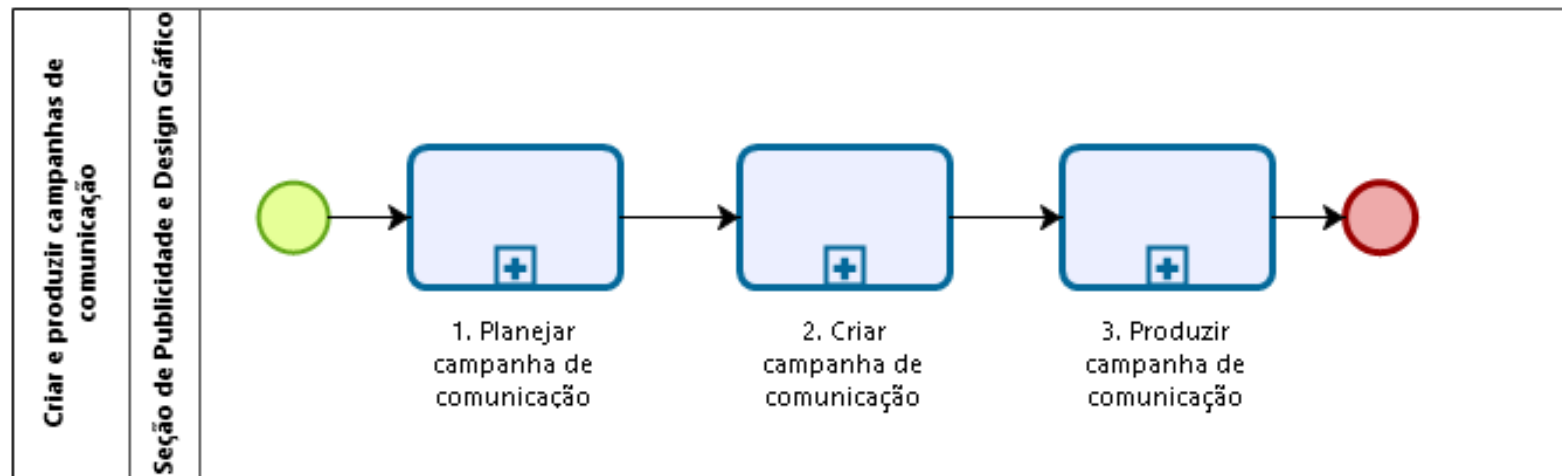 Criar e produzir campanhas de
comunicação
Seção de Publicidade e Design Gráfico
1. Planejar
campanha de
comunicação
2. Criar
campanha de
comunicação
3. Produzir
campanha de
comunicação